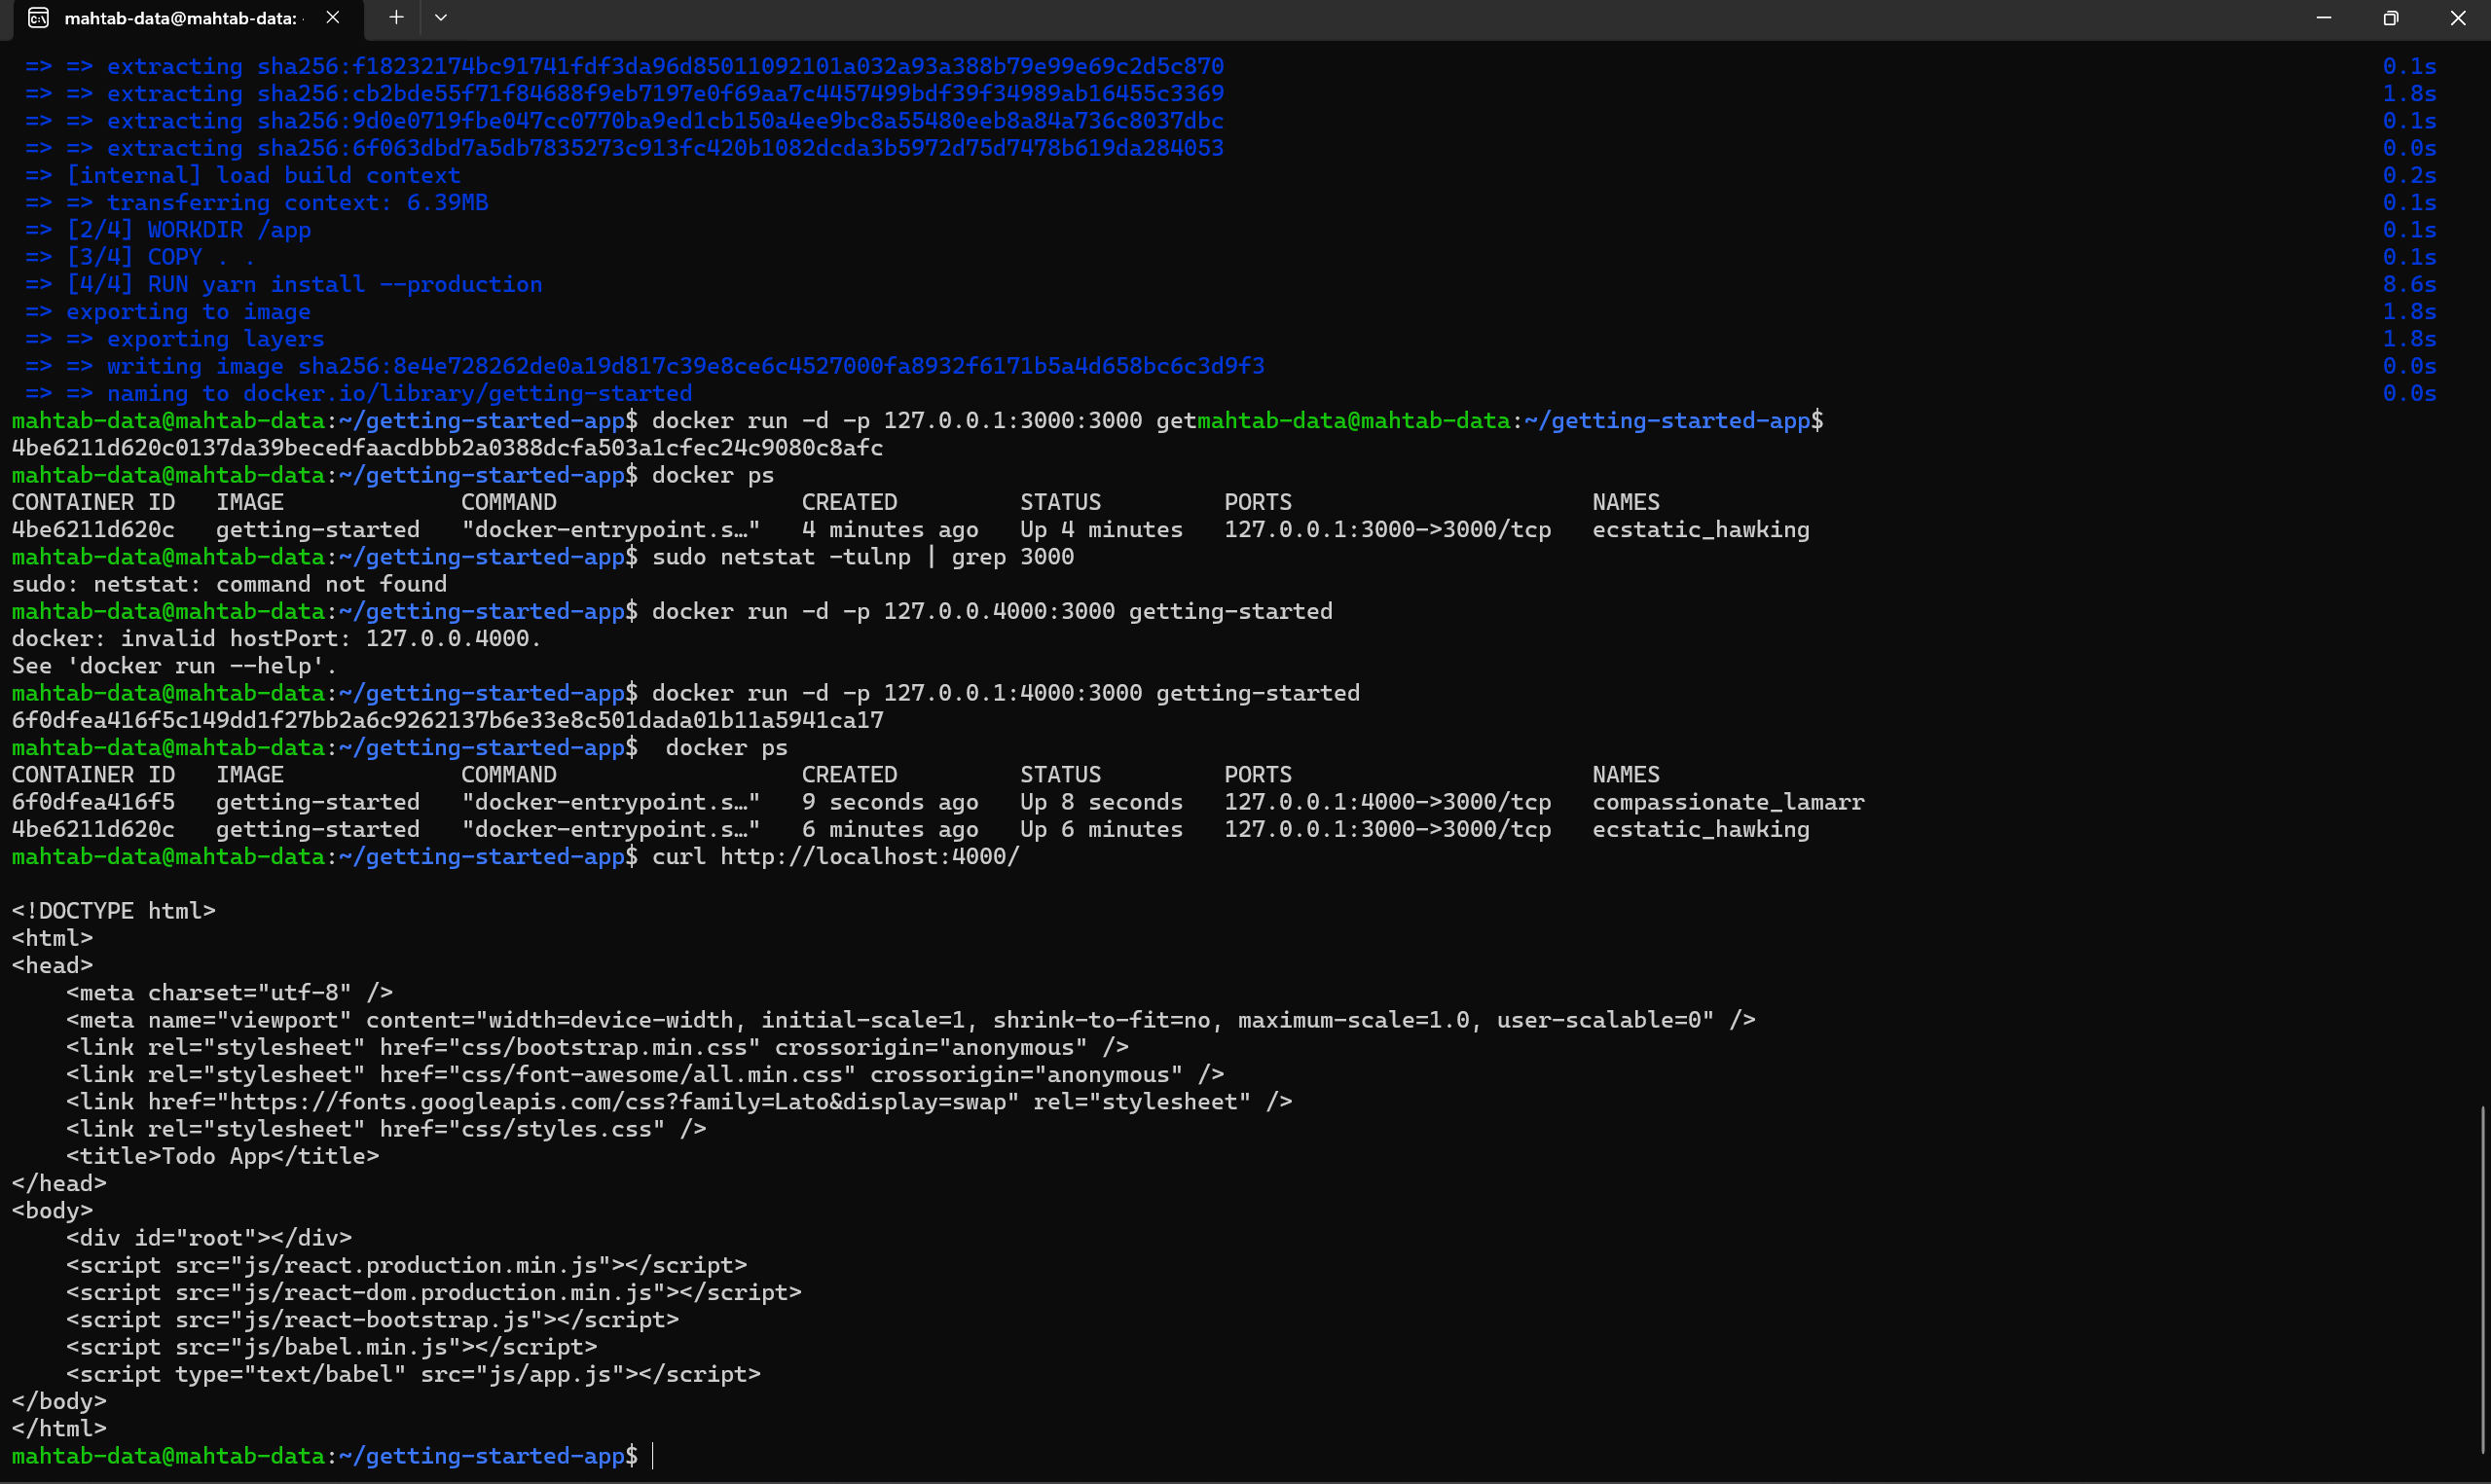 mahtab-data@mahtab-data:
=> => extracting sha256:f18232174bc91741fdf3da96d85011092101a032a93a388b79e99e69c2d5c870 0.1s
=> => extracting sha256:cb2bde55f71f84688f9eb7197e0f69aa7c4457499bdf39f34989ab16455c3369 1.8s
=> => extracting sha256:9d0e0719fbe047cc0770ba9ed1cb150a4ee9bc8a55480eeb8a84a736c8037dbc 0.1s
=> => extracting sha256:6f063dbd7a5db7835273c913fc420b1082dcda3b5972d75d7478b619da284053 0.0s
=> [internal] load build context 0.2s
=> => transferring context: 6.39MB 0.1s
=> [2/4] WORKDIR /app 0.1s
=> [3/4] COPY . . 0.1s
=> [4/4] RUN yarn install --production 8.6s
=> exporting to image 1.8s
=> => exporting layers 1.8s
=> => writing image sha256:8e4e728262de0a19d817c39e8ce6c4527000fa8932f6171b5a4d658bc6c3d9f3 0.0s
=> => naming to docker.io/library/getting-started 0.0s
mahtab-data@mahtab-data:~/getting-started-app$ docker run -d -p 127.0.0.1:3000:3000 getmahtab-data@mahtab-data:~/getting-started-app$
4be6211d620c0137da39becedfaacdbbb2a0388dcfa503a1cfec24c9080c8afc
mahtab-data@mahtab-data:~/getting-started-app$ docker ps
CONTAINER ID   IMAGE             COMMAND                  CREATED         STATUS         PORTS                      NAMES
4be6211d620c   getting-started   "docker-entrypoint.s…"   4 minutes ago   Up 4 minutes   127.0.0.1:3000->3000/tcp   ecstatic_hawking
mahtab-data@mahtab-data:~/getting-started-app$ sudo netstat -tulnp | grep 3000
sudo: netstat: command not found
mahtab-data@mahtab-data:~/getting-started-app$ docker run -d -p 127.0.0.4000:3000 getting-started
docker: invalid hostPort: 127.0.0.4000.
See 'docker run --help'.
mahtab-data@mahtab-data:~/getting-started-app$ docker run -d -p 127.0.0.1:4000:3000 getting-started
6f0dfea416f5c149dd1f27bb2a6c9262137b6e33e8c501dada01b11a5941ca17
mahtab-data@mahtab-data:~/getting-started-app$  docker ps
CONTAINER ID   IMAGE             COMMAND                  CREATED         STATUS         PORTS                      NAMES
6f0dfea416f5   getting-started   "docker-entrypoint.s…"   9 seconds ago   Up 8 seconds   127.0.0.1:4000->3000/tcp   compassionate_lamarr
4be6211d620c   getting-started   "docker-entrypoint.s…"   6 minutes ago   Up 6 minutes   127.0.0.1:3000->3000/tcp   ecstatic_hawking
mahtab-data@mahtab-data:~/getting-started-app$ curl http://localhost:4000/
<!DOCTYPE html>
<html>
<head>
    <meta charset="utf-8" />
    <meta name="viewport" content="width=device-width, initial-scale=1, shrink-to-fit=no, maximum-scale=1.0, user-scalable=0" />
    <link rel="stylesheet" href="css/bootstrap.min.css" crossorigin="anonymous" />
    <link rel="stylesheet" href="css/font-awesome/all.min.css" crossorigin="anonymous" />
    <link href="https://fonts.googleapis.com/css?family=Lato&display=swap" rel="stylesheet" />
    <link rel="stylesheet" href="css/styles.css" />
    <title>Todo App</title>
</head>
<body>
    <div id="root"></div>
    <script src="js/react.production.min.js"></script>
    <script src="js/react-dom.production.min.js"></script>
    <script src="js/react-bootstrap.js"></script>
    <script src="js/babel.min.js"></script>
    <script type="text/babel" src="js/app.js"></script>
</body>
</html>
mahtab-data@mahtab-data:~/getting-started-app$